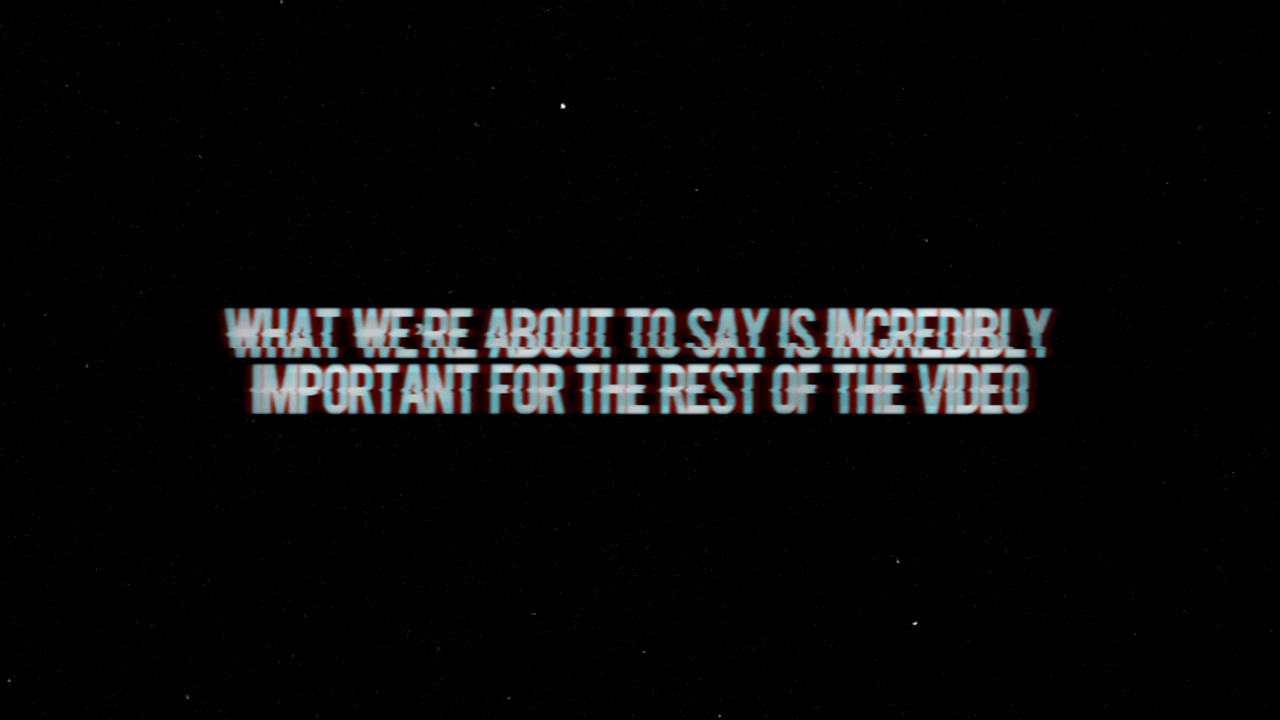 WHAT WE'RE ABOUT TO SAY IS INCREDIBLY
IMPORTANT FOR THE REST OF THE VIDEO